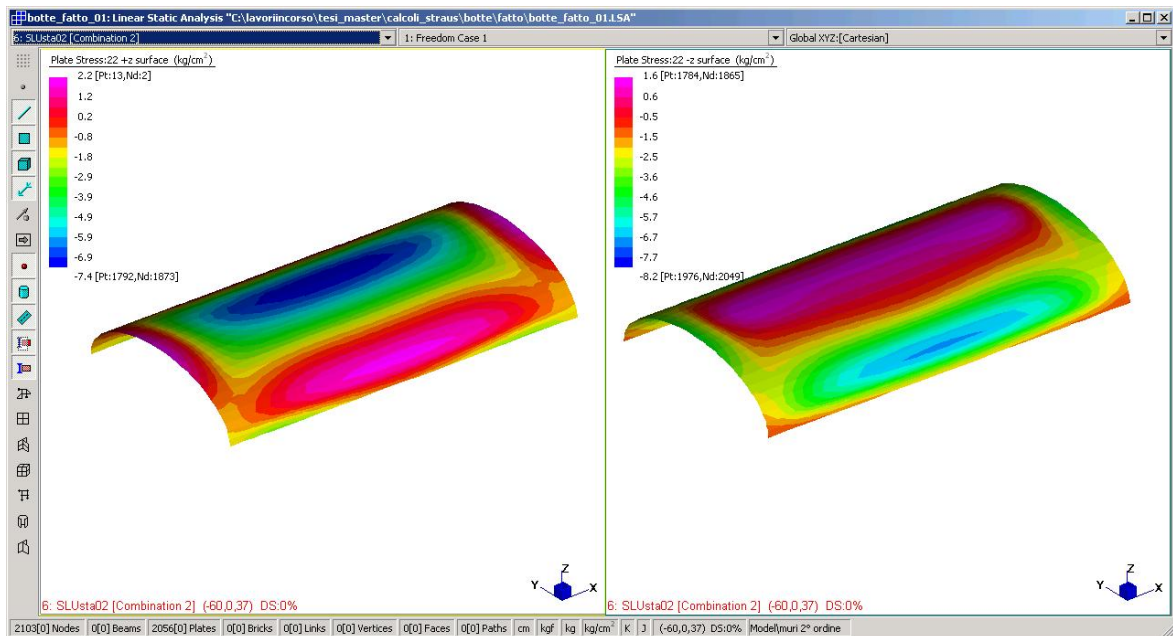 botte_fatto_01: Linear Static Analysis "C:\lavoriincorso\tesi_master\calcoli_straus\botte\fatto\botte_fatto_01.LSA"
6: SLUsta02 [Combination 2]
1: Freedom Case 1
Global XYZ:[Cartesian]
Plate Stress:22 +z surface (kg/cm²)
2.2 [Pt:13,Nd:2]
1.2
0.2
-0.8
-1.8
-2.9
-3.9
-4.9
-5.9
-6.9
-7.4 [Pt:1792,Nd:1873]
Y
Z
X
6: SLUsta02 [Combination 2] (-60,0,37) DS:0%
Plate Stress:22 -z surface (kg/cm²)
1.6 [Pt:1784,Nd:1865]
0.6
-0.5
-1.5
-2.5
-3.6
-4.6
-5.7
-6.7
-7.7
-8.2 [Pt:1976,Nd:2049]
Y
Z
X
6: SLUsta02 [Combination 2] (-60,0,37) DS:0%
2103[0] Nodes 0[0] Beams 2056[0] Plates 0[0] Bricks 0[0] Links 0[0] Vertices 0[0] Faces 0[0] Paths cm kgf kg kg/cm² K J (-60,0,37) DS:0% Model\muri 2° ordine